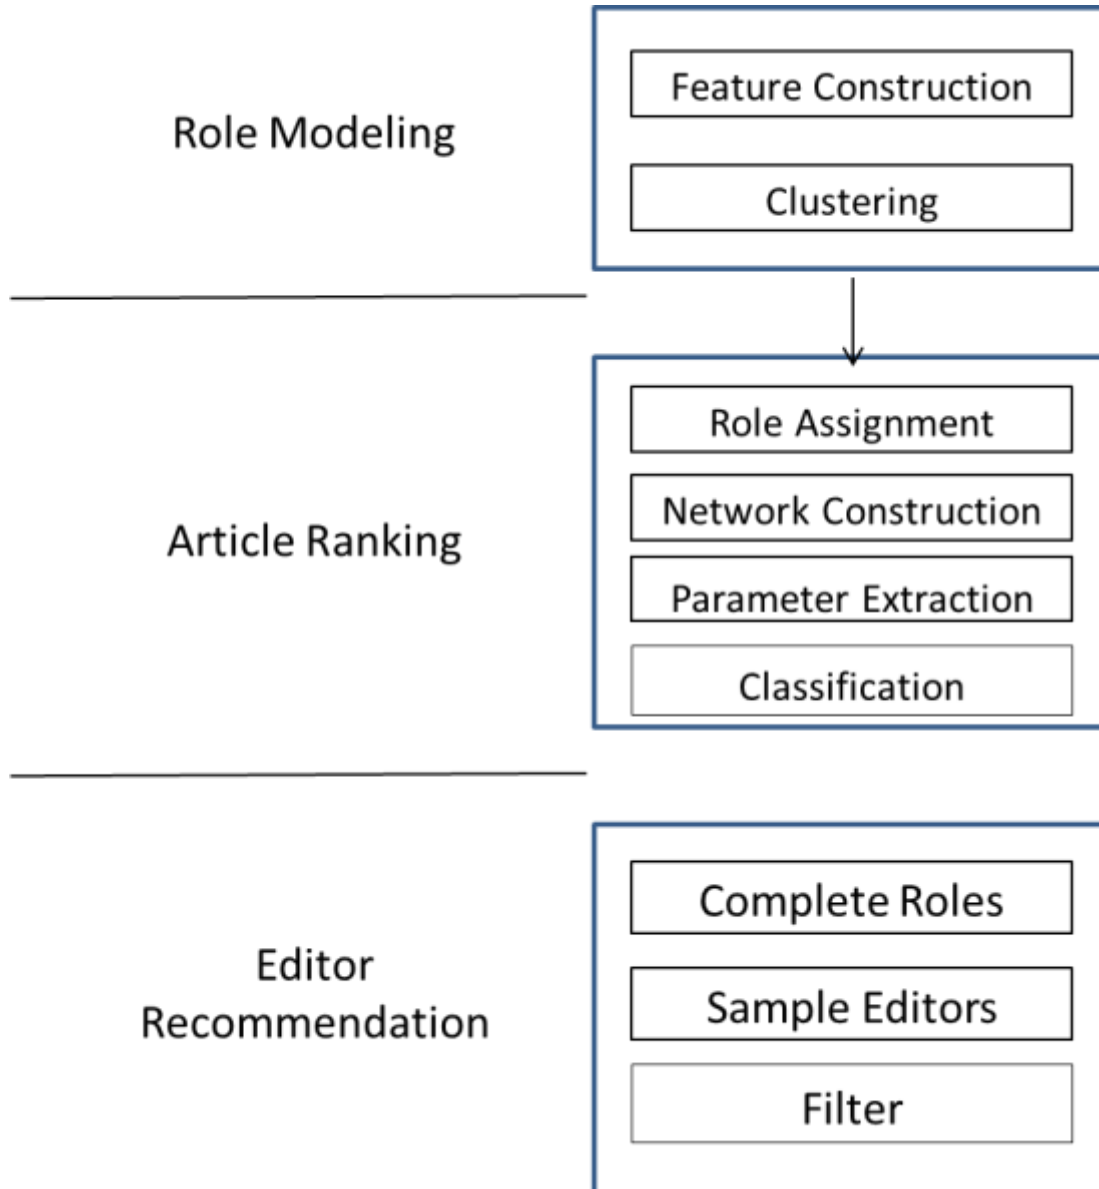 Role Modeling
Feature Construction
Clustering
Article Ranking
Role Assignment
Network Construction
Parameter Extraction
Classification
Editor
Recommendation
Complete Roles
Sample Editors
Filter